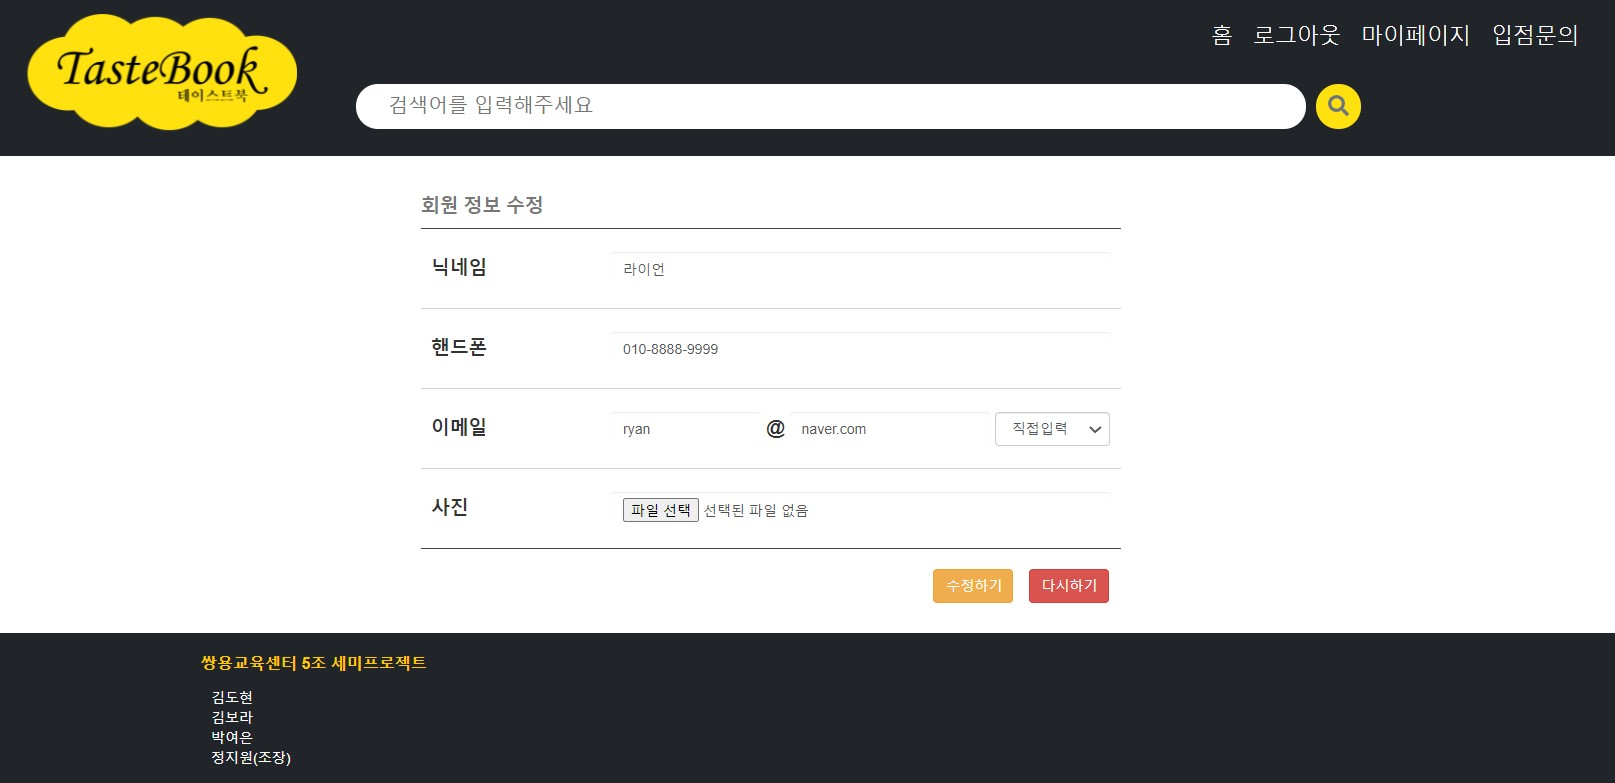 TasteBook
테이스트북
홈 로그아웃 마이페이지 입점문의
검색어를 입력해주세요
회원 정보 수정
닉네임 라이언
핸드폰 010-8888-9999
이메일 ryan @ naver.com 직접입력
사진 파일 선택 선택된 파일 없음
수정하기 다시하기
쌍용교육센터 5조 세미프로젝트
김도현
김보라
박여은
정지원(조장)